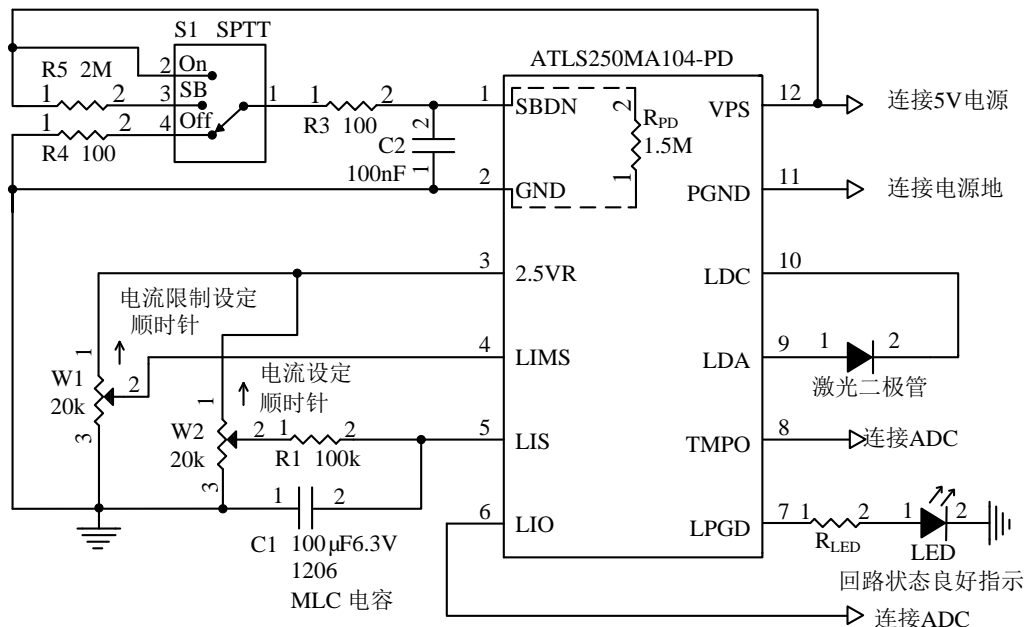 S1 SPTT
ATLS250MA104-PD
R5 2M
1 2
2 On
3 SB
4 Off
1
1 2
R4 100
1 2
R3 100
2
C2
1
100nF
1 SBDN
2 GND
2
RPD
1.5M
1
VPS 12
连接5V电源
PGND 11
连接电源地
3 2.5VR
LDC 10
电流限制设定
顺时针
4 LIMS
LDA 9
1 2
激光二极管
1
W1
20k
2
3
电流设定
顺时针
1
W2
20k
2
3
1 2
R1 100k
5 LIS
TMPO 8
连接ADC
1 2
C1 100μF6.3V
1206
MLC 电容
6 LIO
LPGD 7
1 2
RLED
1 2
LED
回路状态良好指示
连接ADC